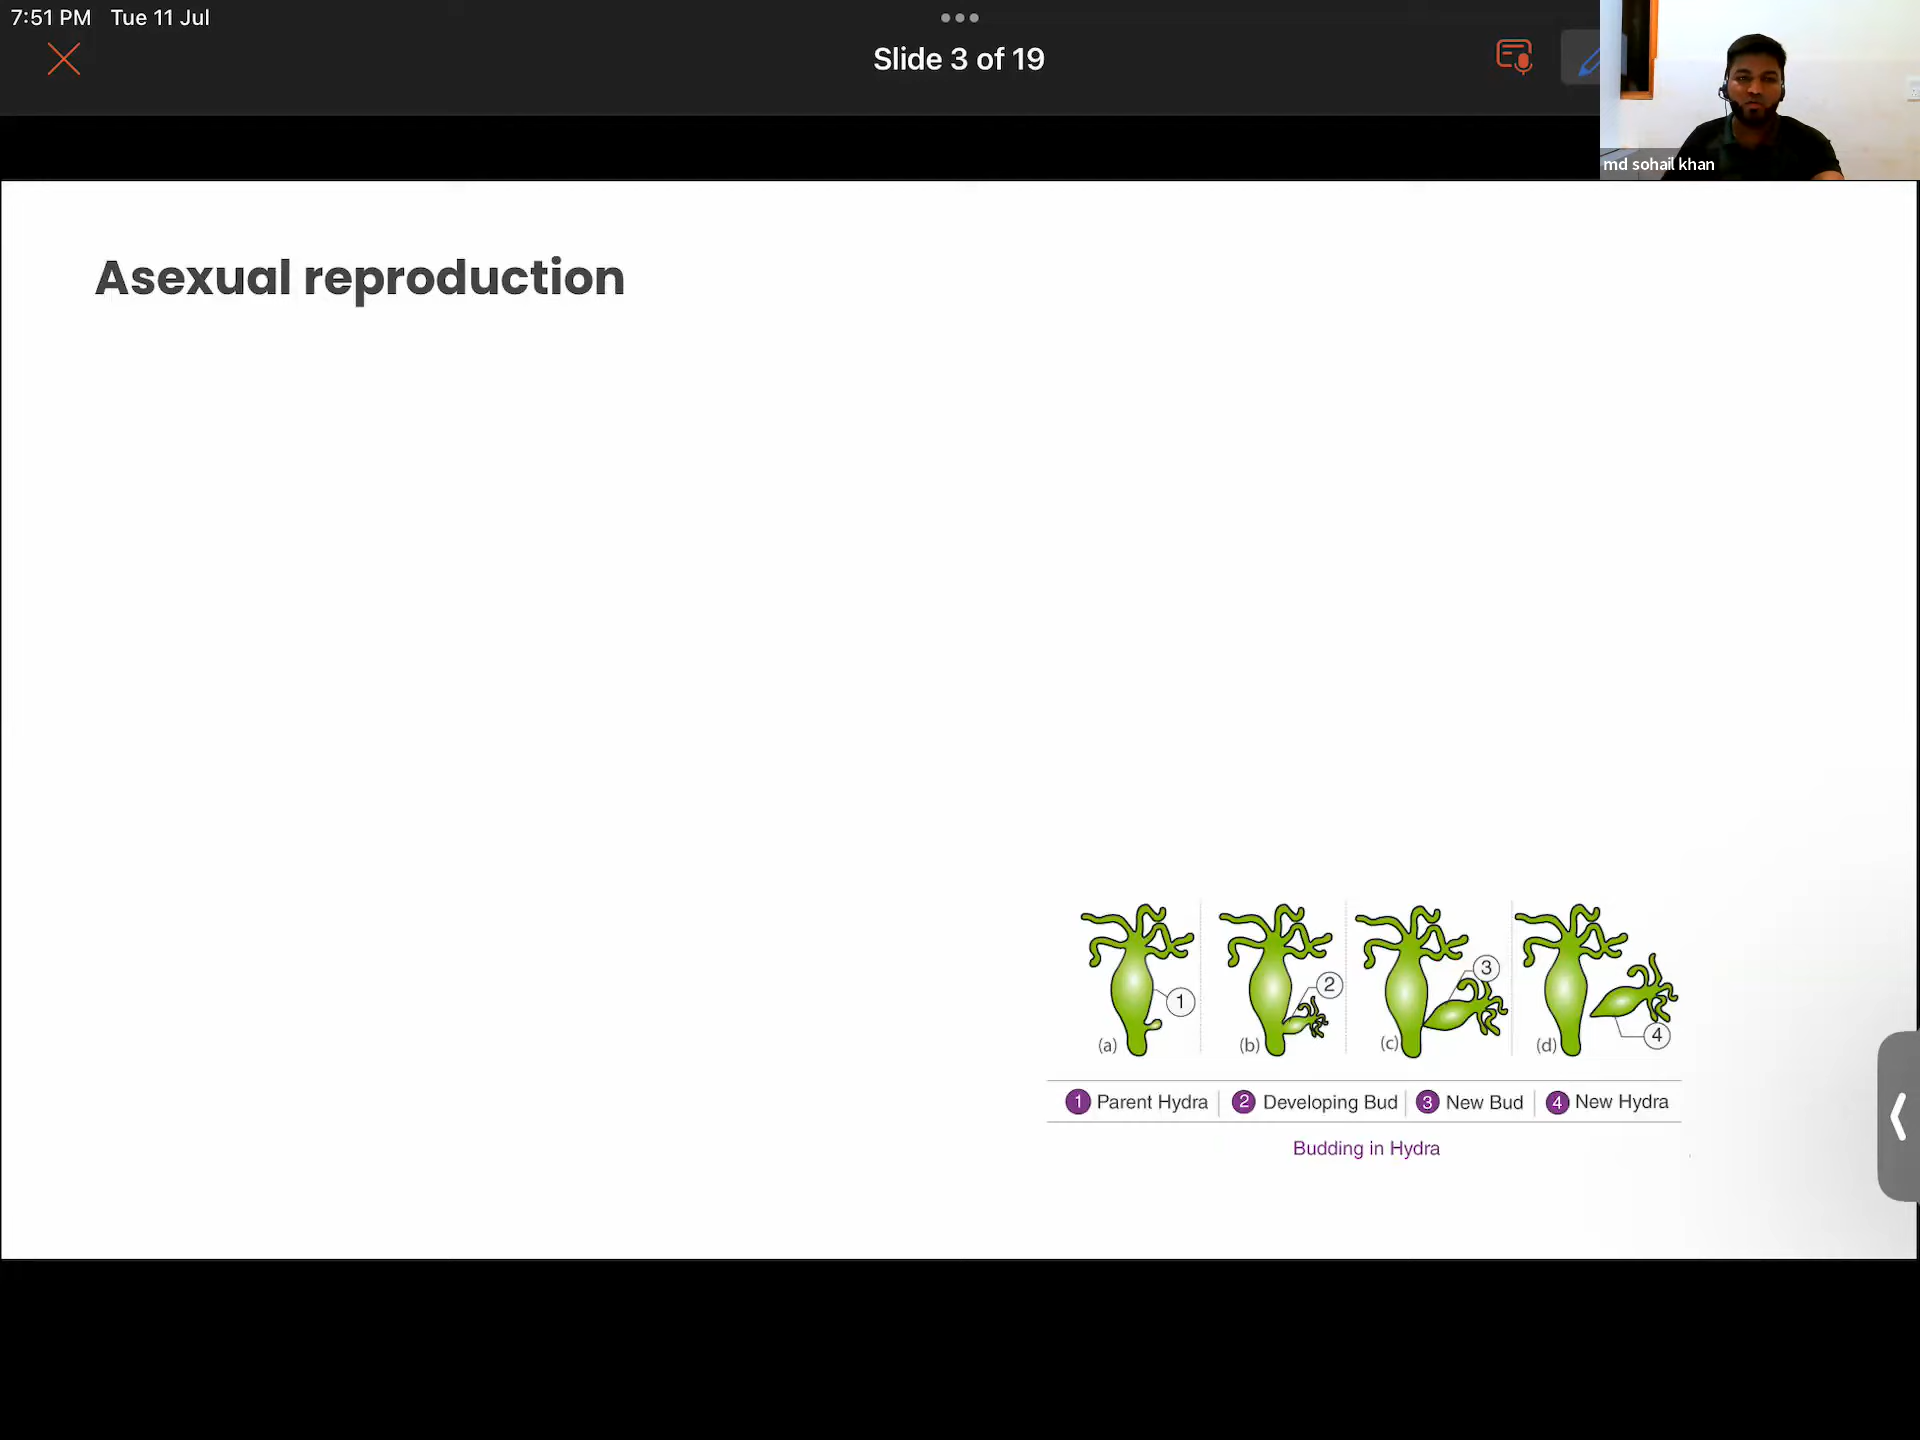 7:51 PM Tue 11 Jul
Slide 3 of 19
md sohail khan
Asexual reproduction
1 2 3 4
(a) (b) (c) (d)
1 Parent Hydra 2 Developing Bud 3 New Bud 4 New Hydra
Budding in Hydra